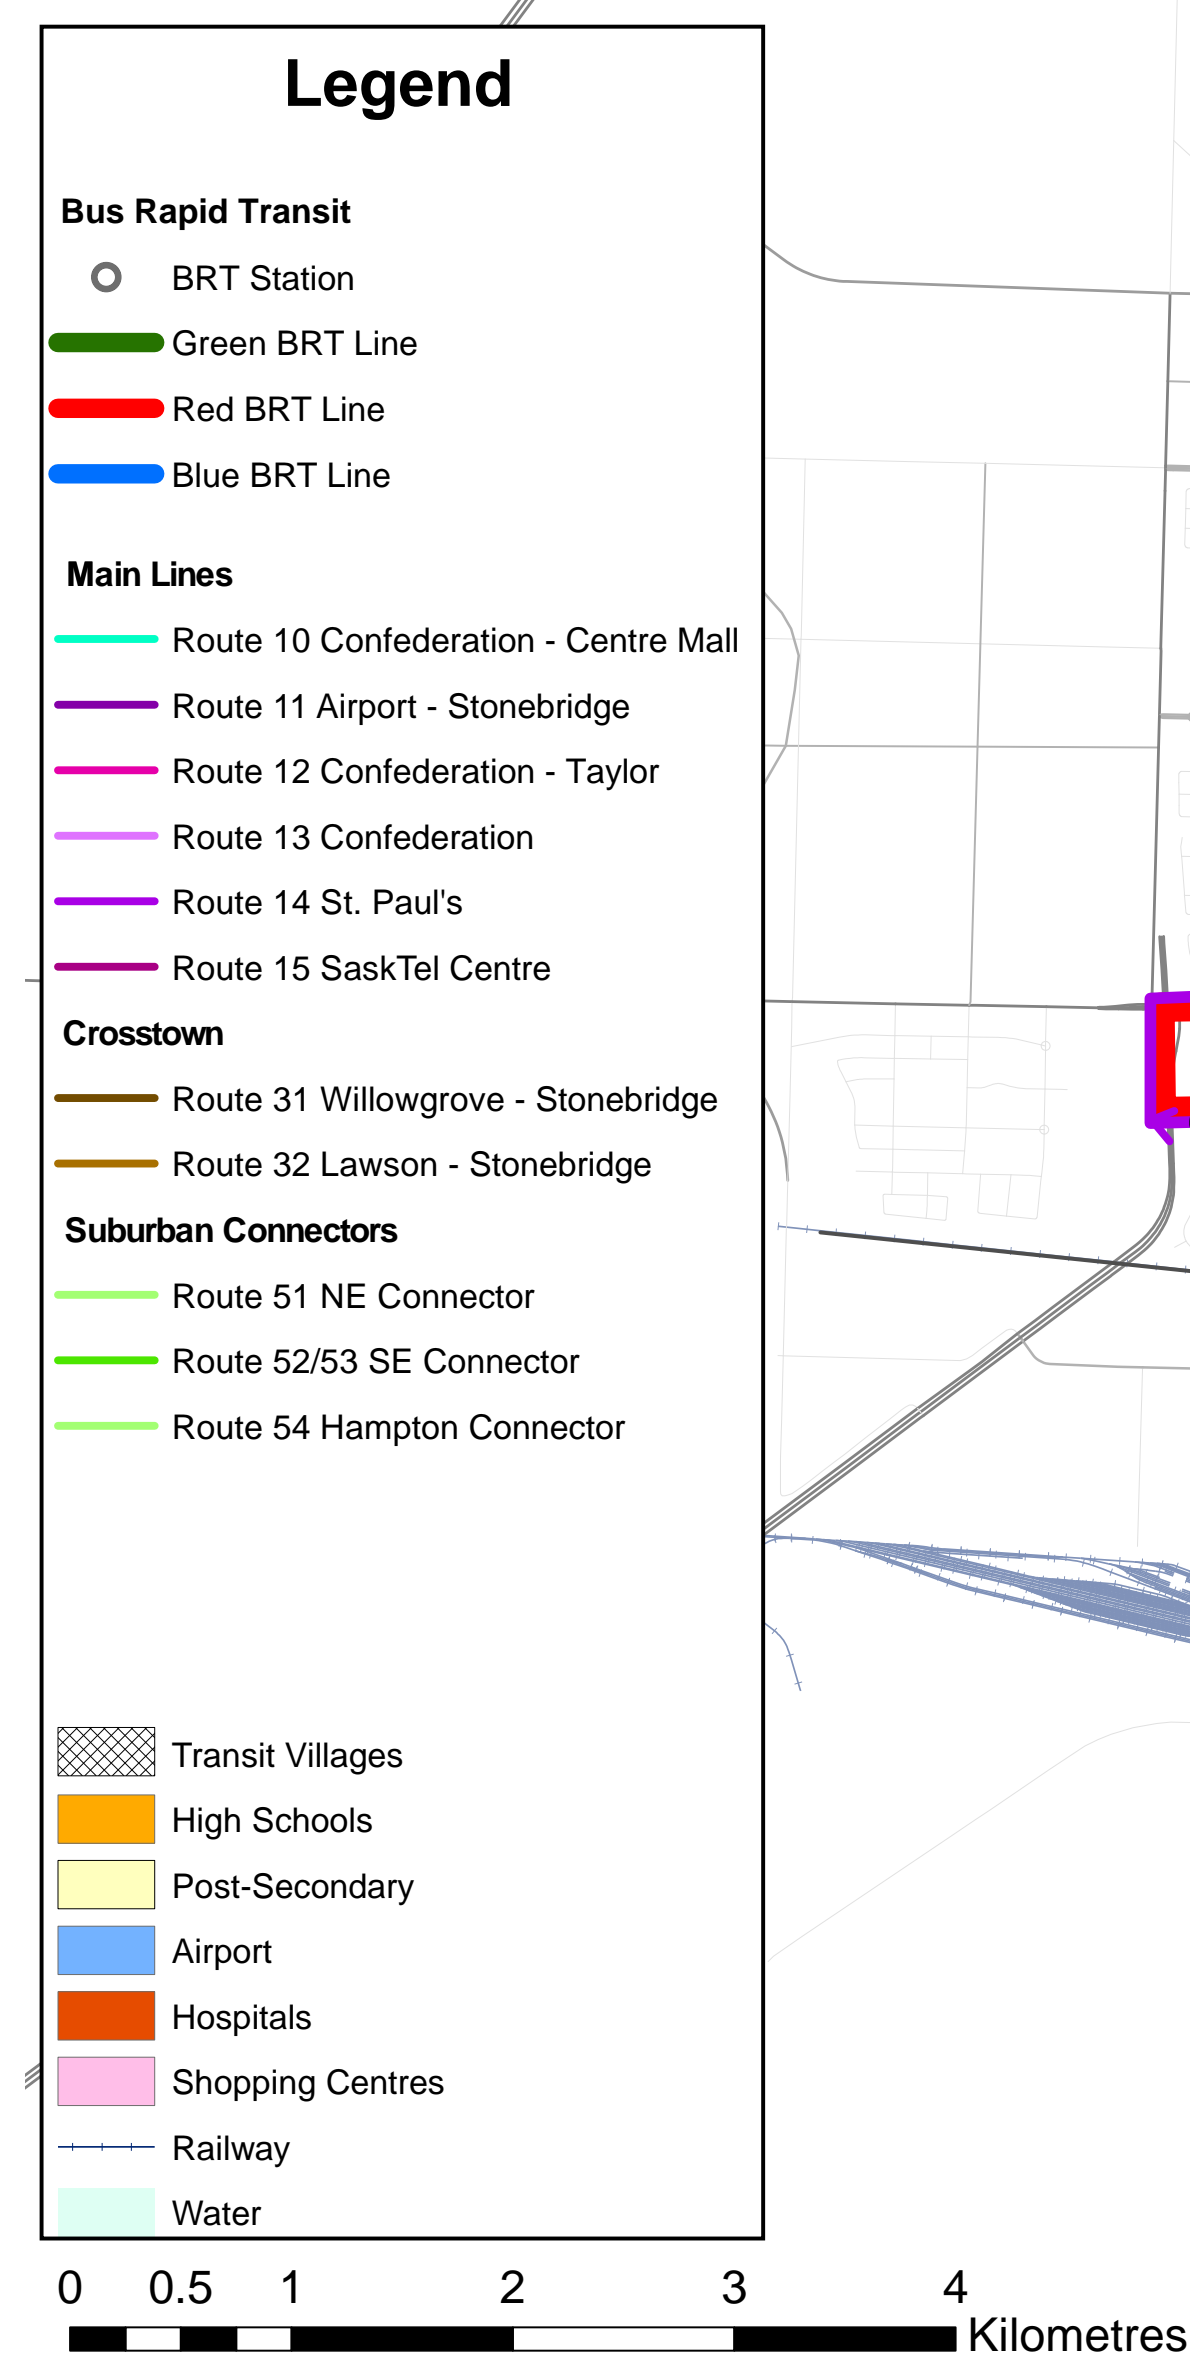 Legend
Bus Rapid Transit
BRT Station
Green BRT Line
Red BRT Line
Blue BRT Line
Main Lines
Route 10 Confederation - Centre Mall
Route 11 Airport - Stonebridge
Route 12 Confederation - Taylor
Route 13 Confederation
Route 14 St. Paul's
Route 15 SaskTel Centre
Crosstown
Route 31 Willowgrove - Stonebridge
Route 32 Lawson - Stonebridge
Suburban Connectors
Route 51 NE Connector
Route 52/53 SE Connector
Route 54 Hampton Connector
Transit Villages
High Schools
Post-Secondary
Airport
Hospitals
Shopping Centres
Railway
Water
0 0.5 1 2 3 4
Kilometres